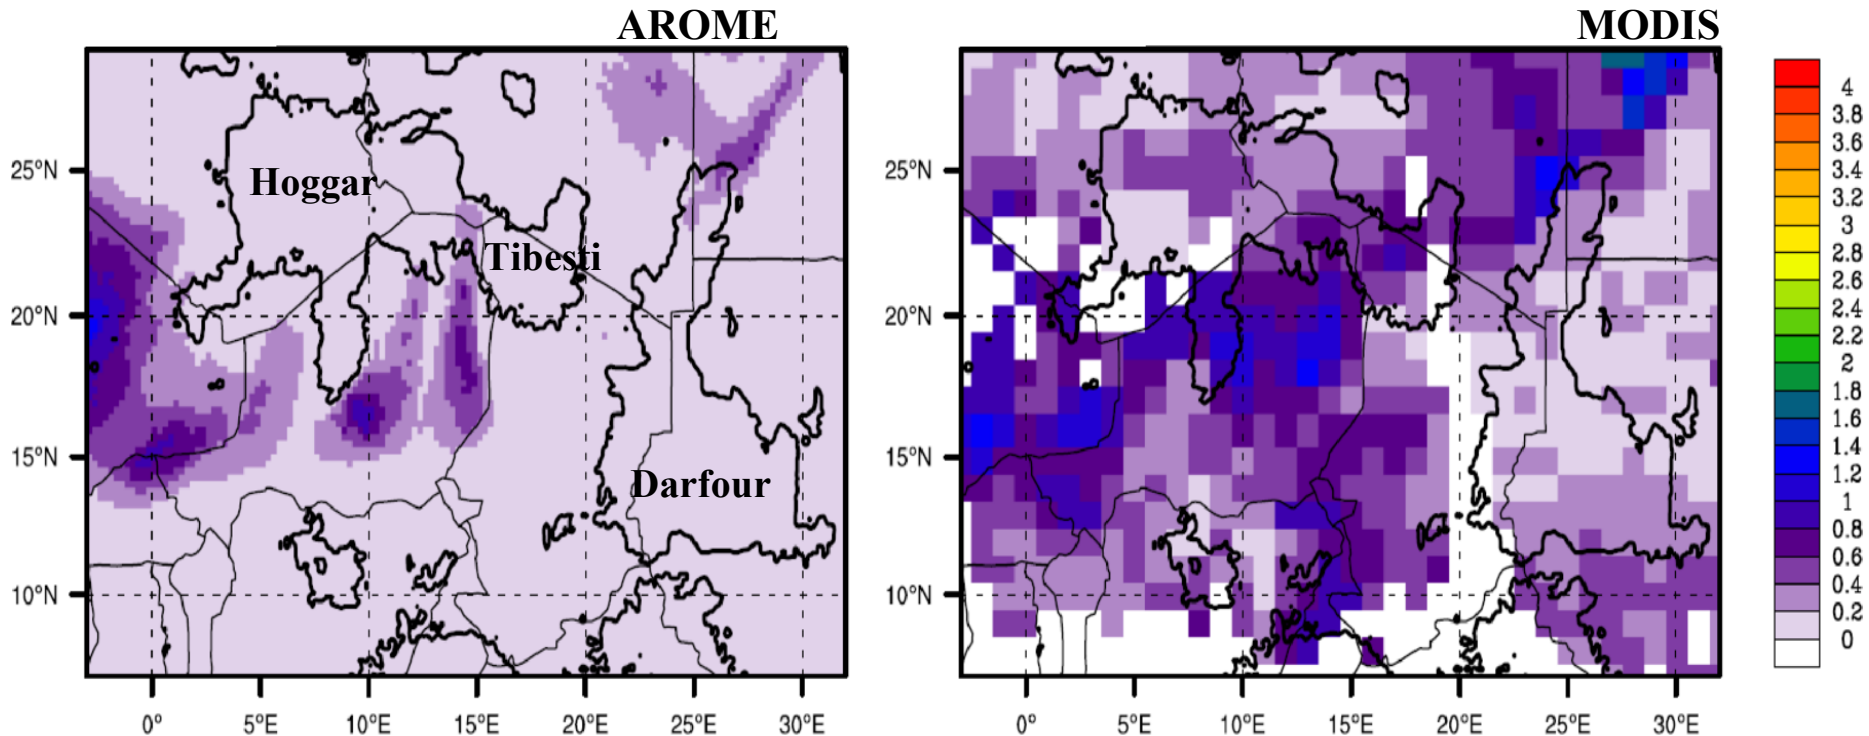 AROME
MODIS
25°N
20°N
15°N
10°N
Hoggar
Tibesti
Darfour
0°
5°E
10°E
15°E
20°E
25°E
30°E
25°N
20°N
15°N
10°N
0°
5°E
10°E
15°E
20°E
25°E
30°E
4
3.8
3.6
3.4
3.2
3
2.8
2.6
2.4
2.2
2
1.8
1.6
1.4
1.2
1
0.8
0.6
0.4
0.2
0